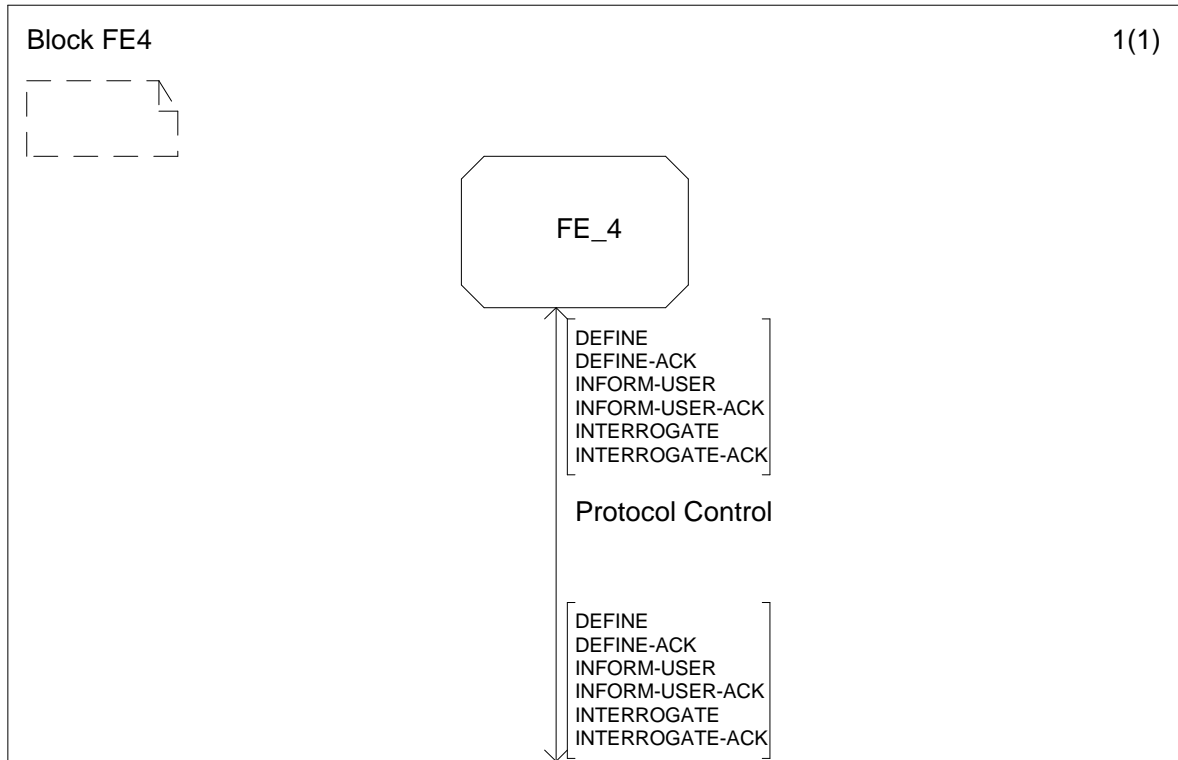 Block FE4
1(1)
FE_4
DEFINE
DEFINE-ACK
INFORM-USER
INFORM-USER-ACK
INTERROGATE
INTERROGATE-ACK
Protocol Control
DEFINE
DEFINE-ACK
INFORM-USER
INFORM-USER-ACK
INTERROGATE
INTERROGATE-ACK